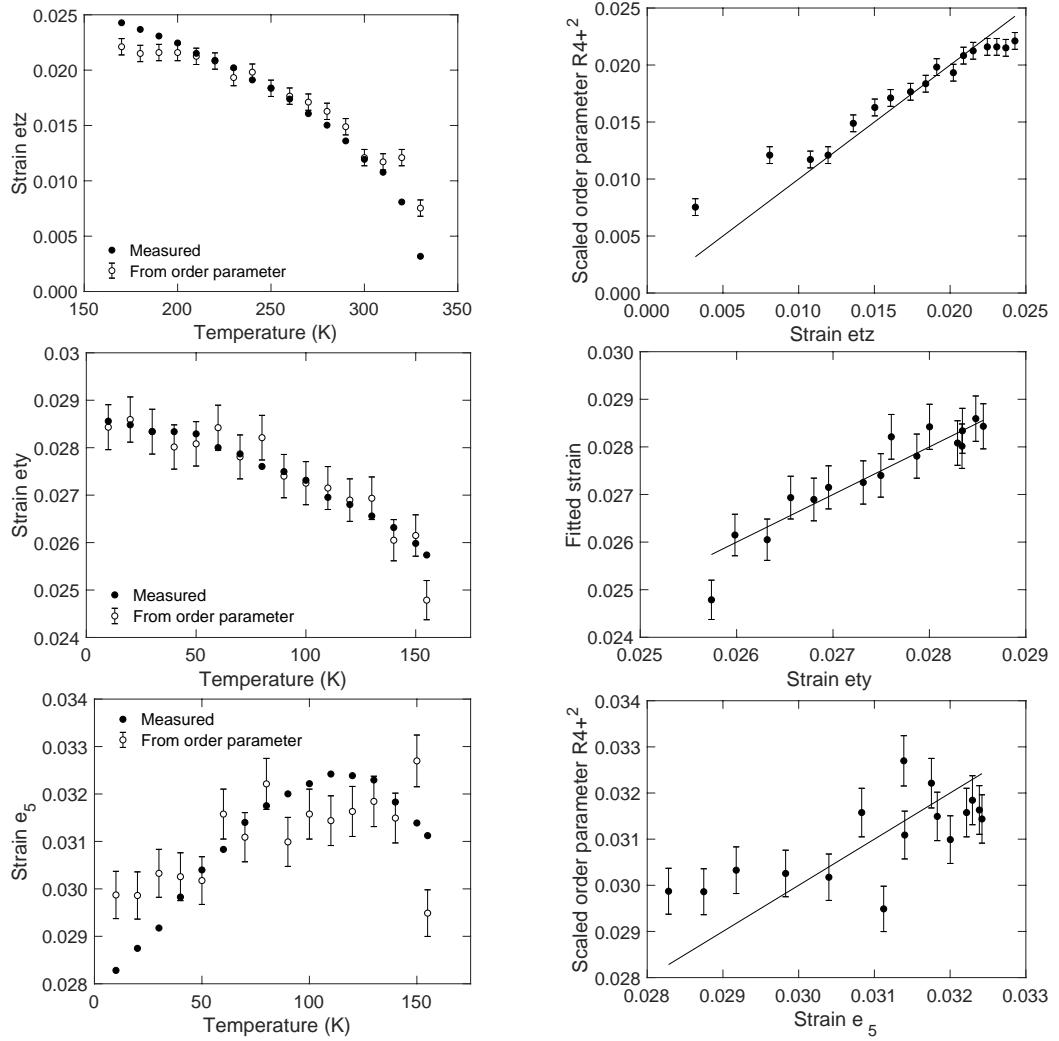 0.025
0.020
0.015
0.010
0.005
0.000
Strain etz
Measured
From order parameter
150 200 250 300 350
Temperature (K)
0.025
0.020
0.015
0.010
0.005
0.000
Scaled order parameter R4+²
0.000 0.005 0.010 0.015 0.020 0.025
Strain etz
0.03
0.029
0.028
0.027
0.026
0.025
0.024
Strain ety
Measured
From order parameter
0 50 100 150
Temperature (K)
0.030
0.029
0.028
0.027
0.026
0.025
0.024
Fitted strain
0.025 0.026 0.027 0.028 0.029
Strain ety
0.034
0.033
0.032
0.031
0.030
0.029
0.028
Strain e₅
Measured
From order parameter
0 50 100 150
Temperature (K)
0.034
0.033
0.032
0.031
0.030
0.029
0.028
Scaled order parameter R4+²
0.028 0.029 0.030 0.031 0.032 0.033
Strain e₅